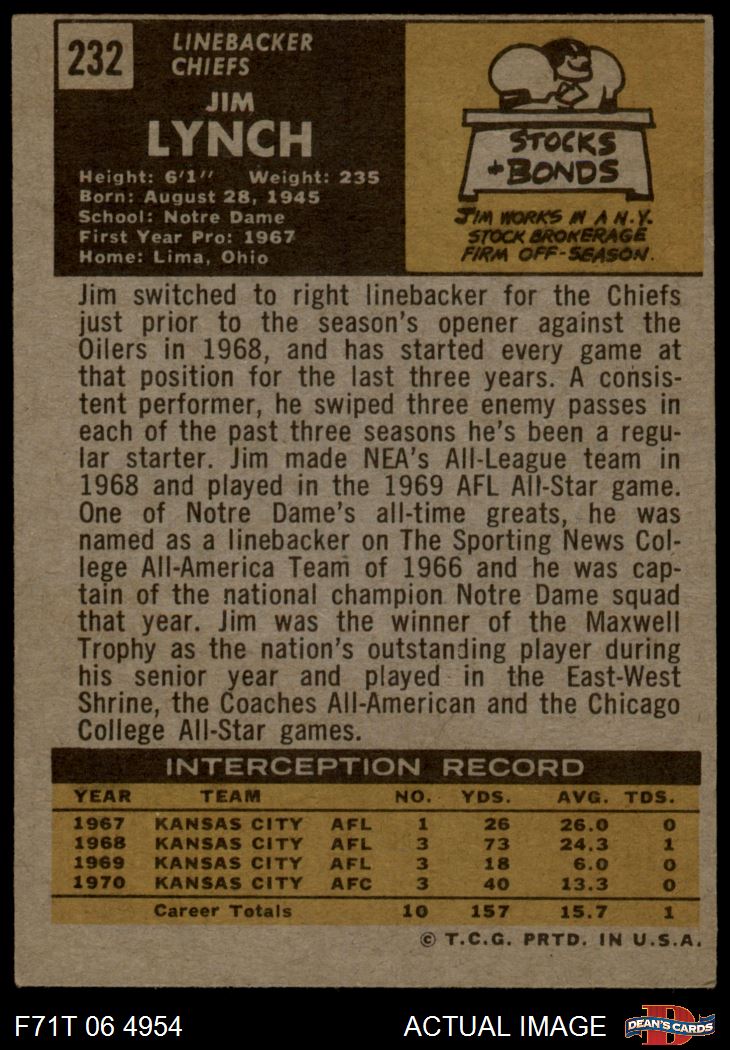 232
LINEBACKER
CHIEFS
JIM
LYNCH
Height: 6'1" Weight: 235
Born: August 28, 1945
School: Notre Dame
First Year Pro: 1967
Home: Lima, Ohio
STOCKS
+BONDS
JIM WORKS IN A N.Y.
STOCK BROKERAGE
FIRM OFF-SEASON.
Jim switched to right linebacker for the Chiefs
just prior to the season's opener against the
Oilers in 1968, and has started every game at
that position for the last three years. A consis-
tent performer, he swiped three enemy passes in
each of the past three seasons he's been a regu-
lar starter. Jim made NEA's All-League team in
1968 and played in the 1969 AFL All-Star game.
One of Notre Dame's all-time greats, he was
named as a linebacker on The Sporting News Col-
lege All-America Team of 1966 and he was cap-
tain of the national champion Notre Dame squad
that year. Jim was the winner of the Maxwell
Trophy as the nation's outstanding player during
his senior year and played in the East-West
Shrine, the Coaches All-American and the Chicago
College All-Star games.
INTERCEPTION RECORD
YEAR TEAM NO. YDS. AVG. TDS.
1967 KANSAS CITY AFL 1 26 26.0 0
1968 KANSAS CITY AFL 3 73 24.3 1
1969 KANSAS CITY AFL 3 18 6.0 0
1970 KANSAS CITY AFC 3 40 13.3 0
Career Totals 10 157 15.7 1
© T.C.G. PRTD. IN U.S.A.
F71T 06 4954
ACTUAL IMAGE
D
DEAN'S CARDS